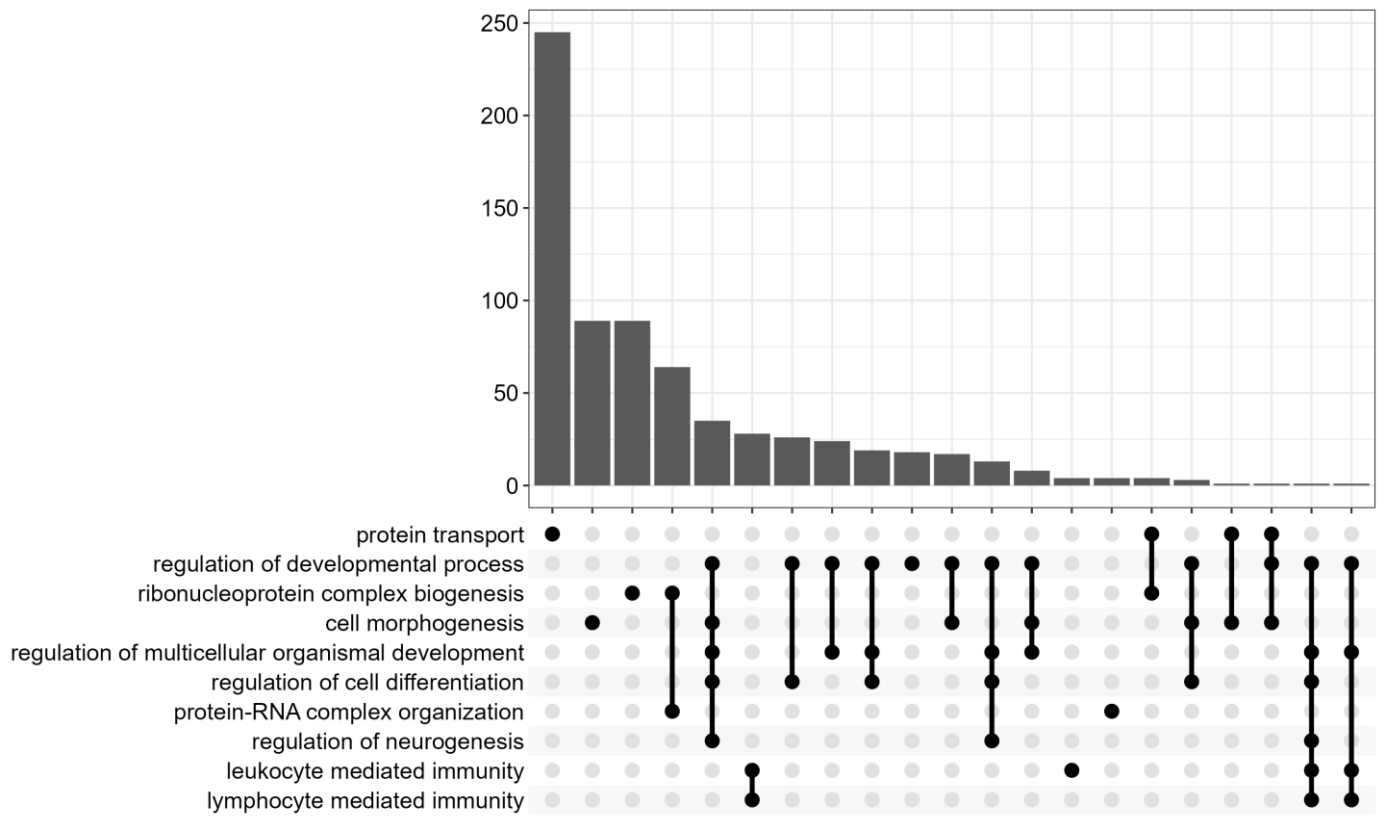 250
200
150
100
50
0
protein transport
regulation of developmental process
ribonucleoprotein complex biogenesis
cell morphogenesis
regulation of multicellular organismal development
regulation of cell differentiation
protein-RNA complex organization
regulation of neurogenesis
leukocyte mediated immunity
lymphocyte mediated immunity